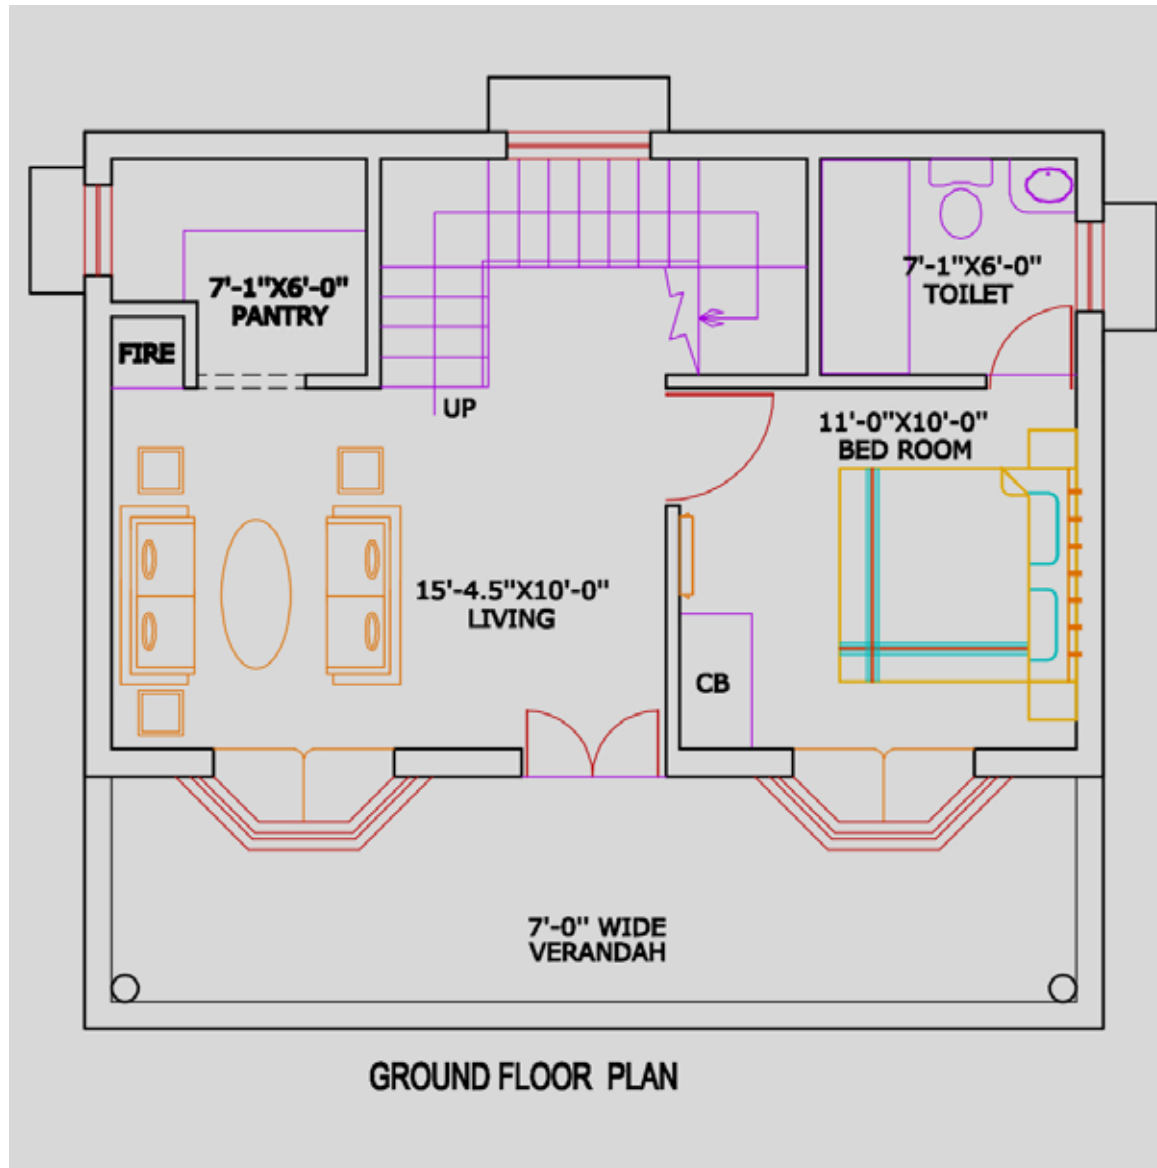 7'-1"X6'-0"
PANTRY
FIRE
UP
7'-1"X6'-0"
TOILET
11'-0"X10'-0"
BED ROOM
15'-4.5"X10'-0"
LIVING
CB
7'-0" WIDE
VERANDAH
GROUND FLOOR PLAN